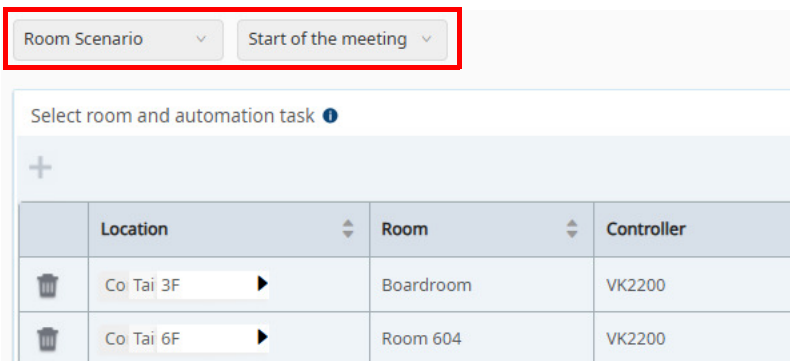 Room Scenario Start of the meeting
Select room and automation task
Location Room Controller
Co Tai 3F Boardroom VK2200
Co Tai 6F Room 604 VK2200